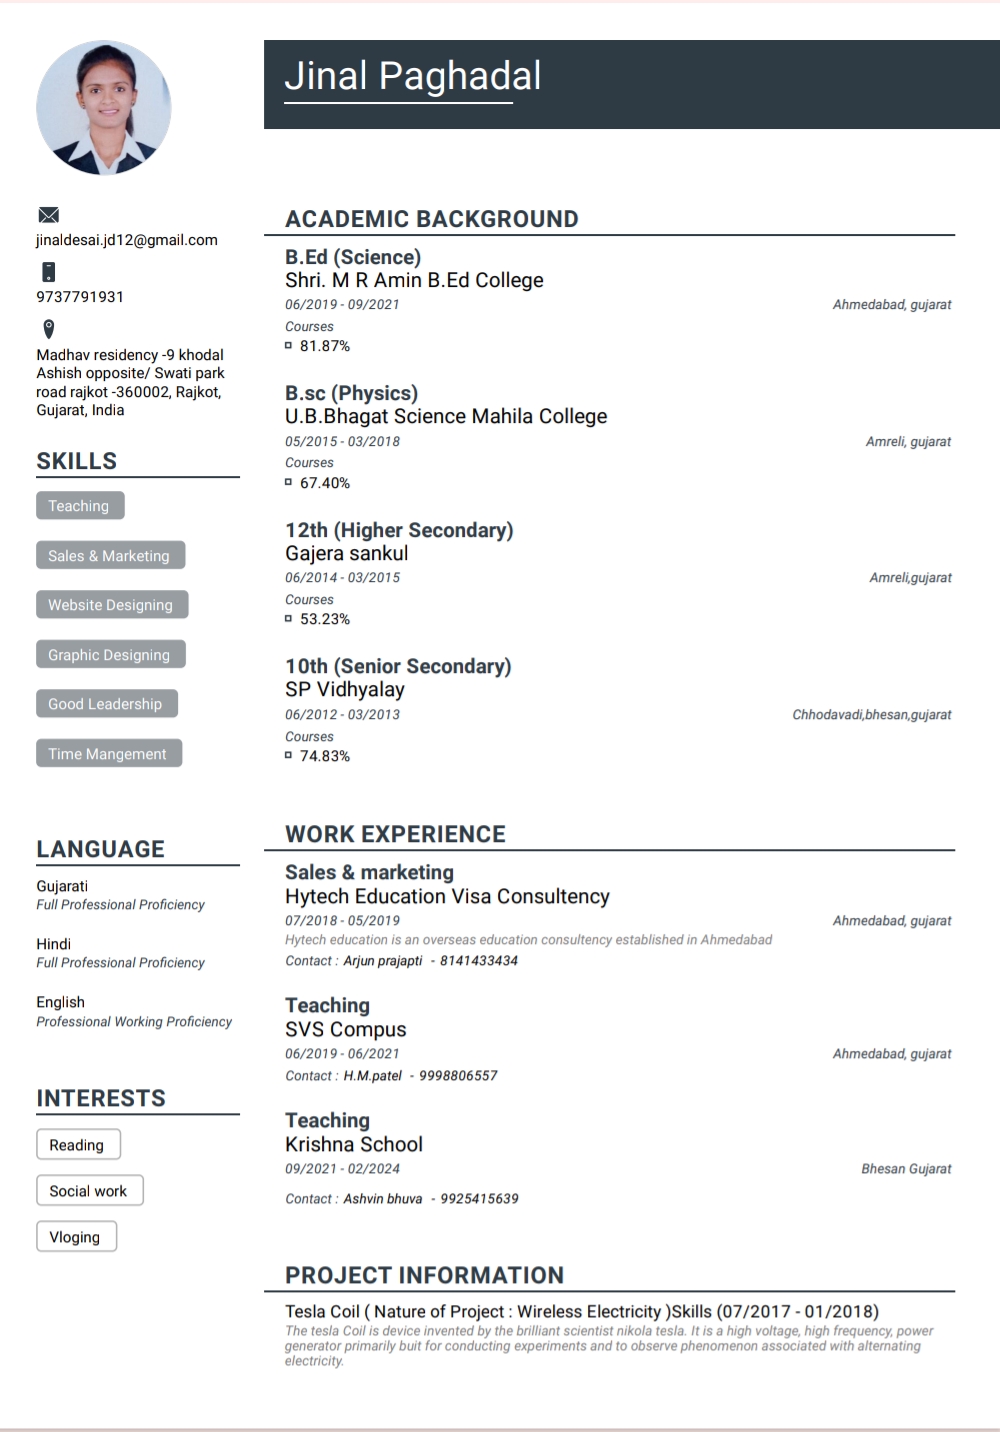 Jinal Paghadal
jinaldesai.jd12@gmail.com
9737791931
Madhav residency -9 khodal
Ashish opposite/ Swati park
road rajkot -360002, Rajkot,
Gujarat, India
SKILLS
Teaching
Sales & Marketing
Website Designing
Graphic Designing
Good Leadership
Time Mangement
LANGUAGE
Gujarati
Full Professional Proficiency
Hindi
Full Professional Proficiency
English
Professional Working Proficiency
INTERESTS
Reading
Social work
Vloging
ACADEMIC BACKGROUND
B.Ed (Science)
Shri. M R Amin B.Ed College
06/2019 - 09/2021 Ahmedabad, gujarat
Courses
81.87%
B.sc (Physics)
U.B.Bhagat Science Mahila College
05/2015 - 03/2018 Amreli, gujarat
Courses
67.40%
12th (Higher Secondary)
Gajera sankul
06/2014 - 03/2015 Amreli,gujarat
Courses
53.23%
10th (Senior Secondary)
SP Vidhyalay
06/2012 - 03/2013 Chhodavadi,bhesan,gujarat
Courses
74.83%
WORK EXPERIENCE
Sales & marketing
Hytech Education Visa Consultency
07/2018 - 05/2019 Ahmedabad, gujarat
Hytech education is an overseas education consultency established in Ahmedabad
Contact : Arjun prajapti - 8141433434
Teaching
SVS Compus
06/2019 - 06/2021 Ahmedabad, gujarat
Contact : H.M.patel - 9998806557
Teaching
Krishna School
09/2021 - 02/2024 Bhesan Gujarat
Contact : Ashvin bhuva - 9925415639
PROJECT INFORMATION
Tesla Coil ( Nature of Project : Wireless Electricity )Skills (07/2017 - 01/2018)
The tesla Coil is device invented by the brilliant scientist nikola tesla. It is a high voltage, high frequency, power
generator primarily buit for conducting experiments and to observe phenomenon associated with alternating
electricity.